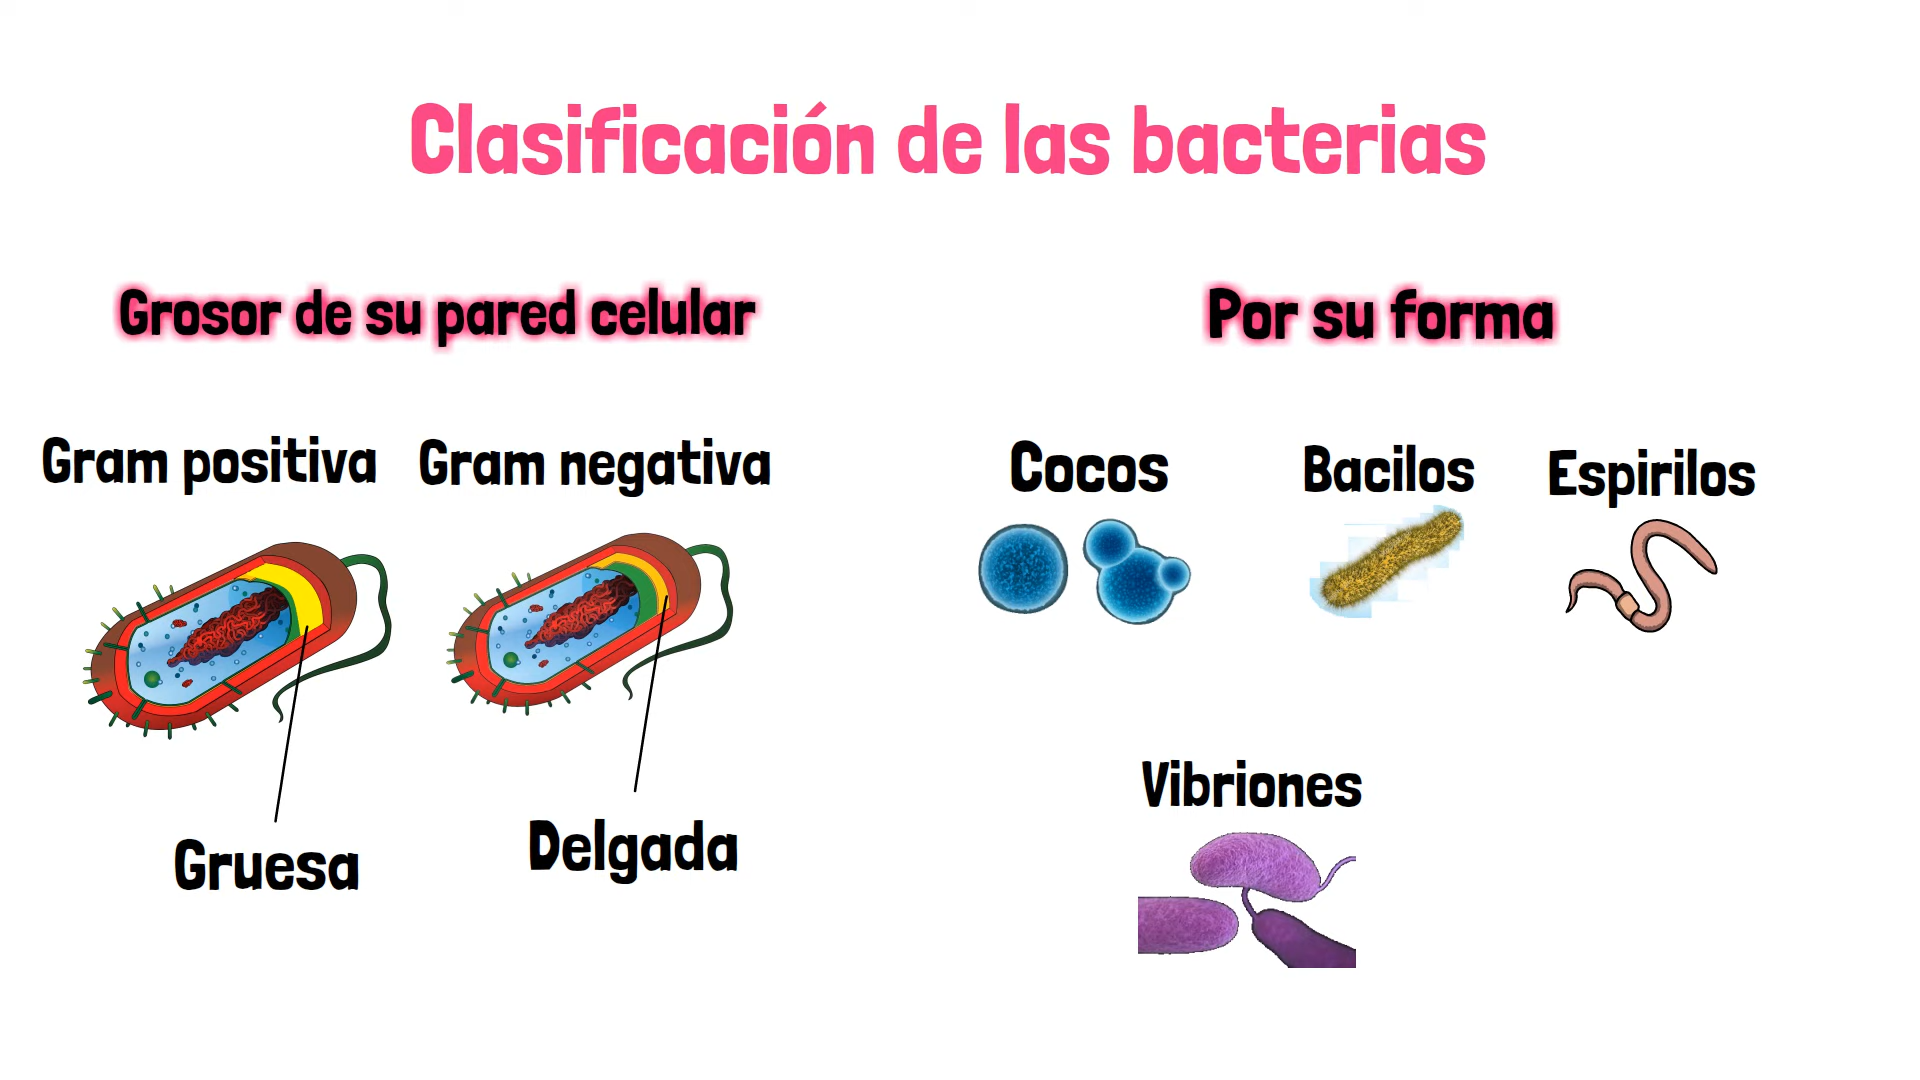 Clasificación de las bacterias
Grosor de su pared celular
Gram positiva
Gram negativa
Gruesa
Delgada
Por su forma
Cocos
Bacilos
Espirilos
Vibriones